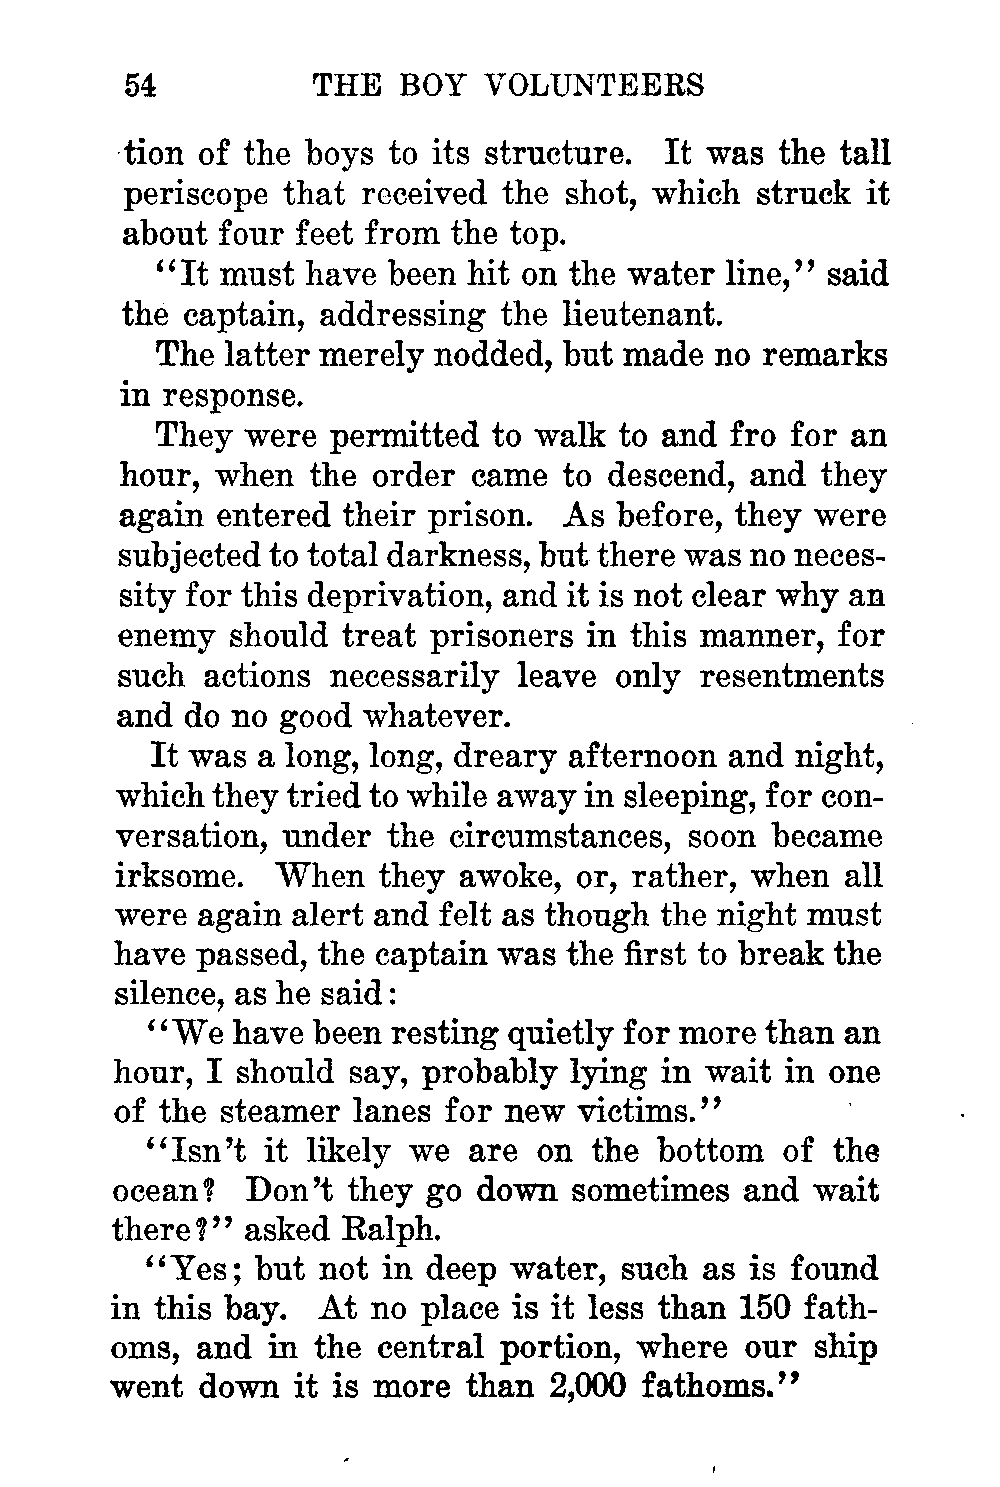 54 THE BOY VOLUNTEERS
tion of the boys to its structure. It was the tall
periscope that received the shot, which struck it
about four feet from the top.
"It must have been hit on the water line," said
the captain, addressing the lieutenant.
The latter merely nodded, but made no remarks
in response.
They were permitted to walk to and fro for an
hour, when the order came to descend, and they
again entered their prison. As before, they were
subjected to total darkness, but there was no neces-
sity for this deprivation, and it is not clear why an
enemy should treat prisoners in this manner, for
such actions necessarily leave only resentments
and do no good whatever.
It was a long, long, dreary afternoon and night,
which they tried to while away in sleeping, for con-
versation, under the circumstances, soon became
irksome. When they awoke, or, rather, when all
were again alert and felt as though the night must
have passed, the captain was the first to break the
silence, as he said:
"We have been resting quietly for more than an
hour, I should say, probably lying in wait in one
of the steamer lanes for new victims."
"Isn't it likely we are on the bottom of the
ocean? Don't they go down sometimes and wait
there?" asked Ralph.
"Yes; but not in deep water, such as is found
in this bay. At no place is it less than 150 fath-
oms, and in the central portion, where our ship
went down it is more than 2,000 fathoms."